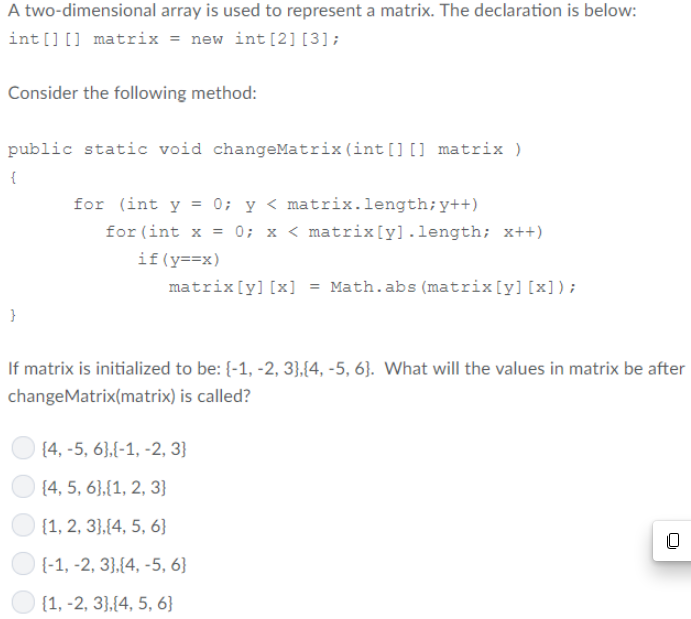 A two-dimensional array is used to represent a matrix. The declaration is below:
int[][] matrix = new int[2][3];
Consider the following method:
public static void changeMatrix(int[][] matrix )
{
for (int y = 0; y < matrix.length;y++)
for(int x = 0; x < matrix[y].length; x++)
if(y==x)
matrix[y][x] = Math.abs(matrix[y][x]);
}
If matrix is initialized to be: {-1, -2, 3},{4, -5, 6}. What will the values in matrix be after
changeMatrix(matrix) is called?
{4, -5, 6},{-1, -2, 3}
{4, 5, 6},{1, 2, 3}
{1, 2, 3},{4, 5, 6}
{-1, -2, 3},{4, -5, 6}
{1, -2, 3},{4, 5, 6}